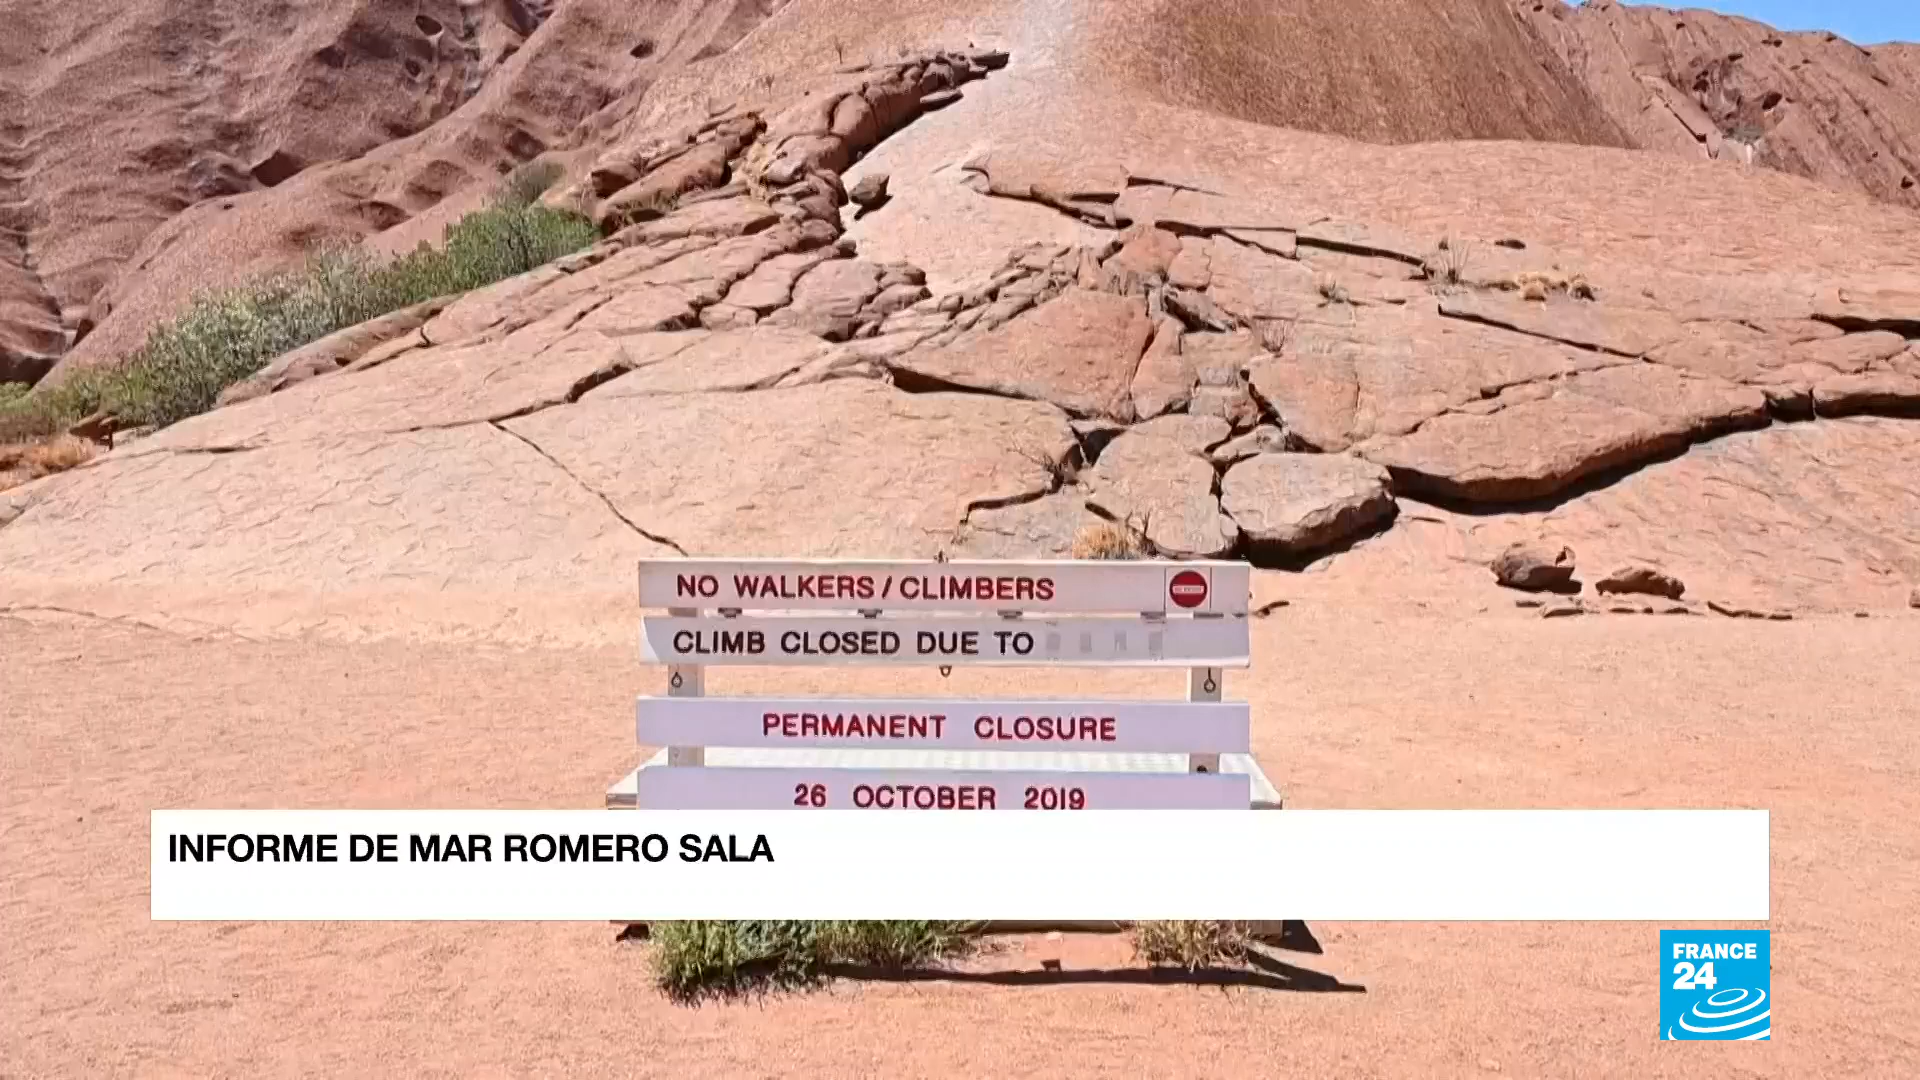 NO WALKERS / CLIMBERS
CLIMB CLOSED DUE TO
PERMANENT CLOSURE
26 OCTOBER 2019
INFORME DE MAR ROMERO SALA
FRANCE
24